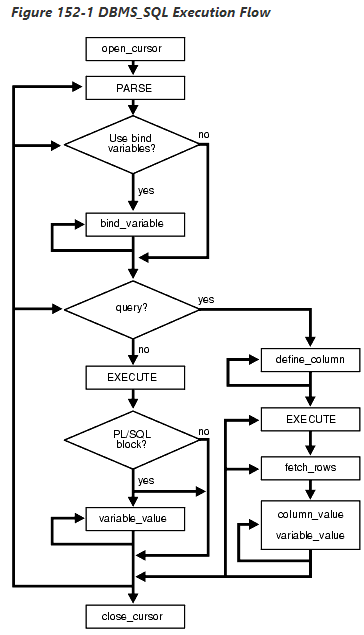 Figure 152-1 DBMS_SQL Execution Flow
open_cursor
PARSE
Use bind
variables?
no
yes
bind_variable
query?
yes
no
define_column
EXECUTE
EXECUTE
PL/SQL
block?
no
yes
fetch_rows
variable_value
column_value
variable_value
close_cursor